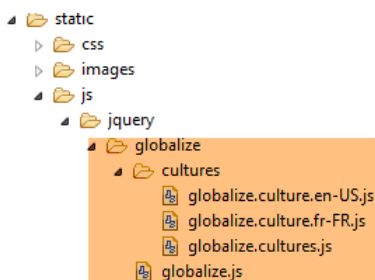 static
css
images
js
jquery
globalize
cultures
globalize.culture.en-US.js
globalize.culture.fr-FR.js
globalize.cultures.js
globalize.js